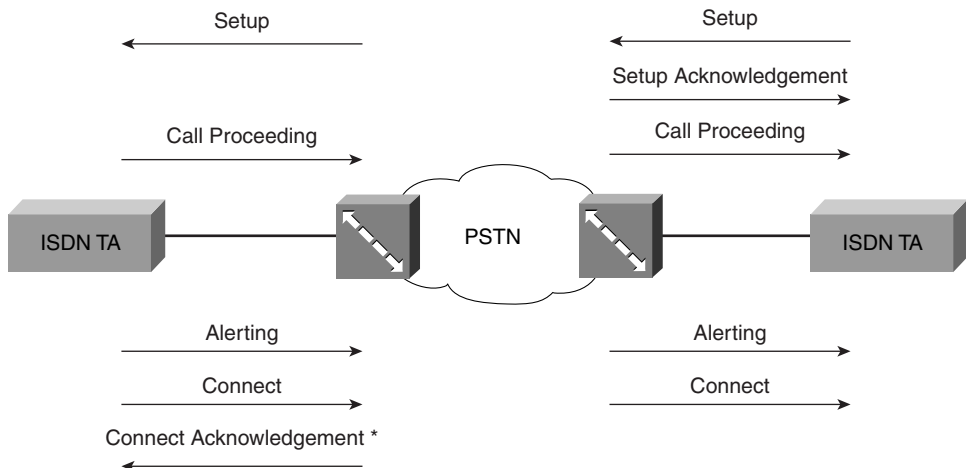 Setup
Setup
Setup Acknowledgement
Call Proceeding
Call Proceeding
ISDN TA
PSTN
ISDN TA
Alerting
Alerting
Connect
Connect
Connect Acknowledgement *